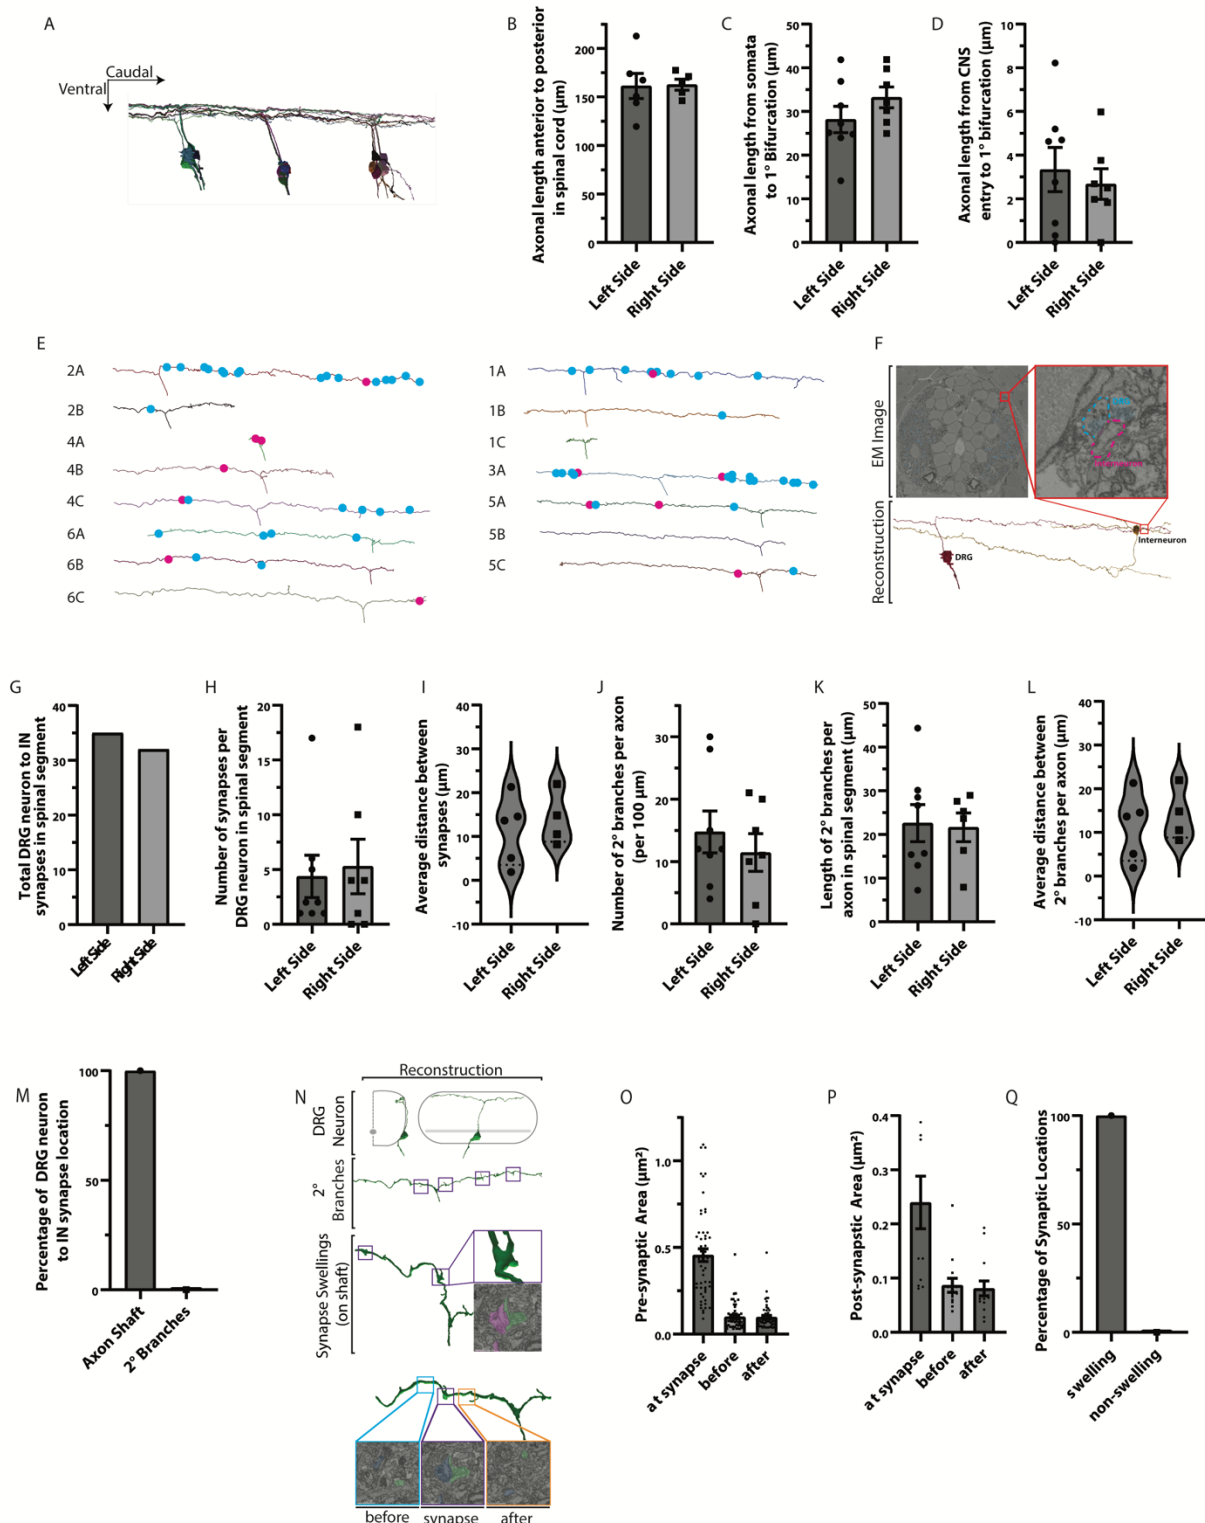 A
Caudal
Ventral
B
Axonal length anterior to posterior
in spinal cord (µm)
200
150
100
50
0
Left Side
Right Side
C
Axonal length from somata
to 1° Bifurcation (µm)
50
40
30
20
10
0
Left Side
Right Side
D
Axonal length from CNS
entry to 1° bifurcation (µm)
10
8
6
4
2
0
Left Side
Right Side
E
2A
2B
4A
4B
4C
6A
6B
6C
1A
1B
1C
3A
5A
5B
5C
F
EM Image
Reconstruction
DRG
Interneuron
Interneuron
DRG
G
Total DRG neuron to IN
synapses in spinal segment
40
30
20
10
0
Left Side
Right Side
H
Number of synapses per
DRG neuron in spinal segment
20
15
10
5
0
Left Side
Right Side
I
Average distance between
synapses (µm)
40
30
20
10
0
-10
Left Side
Right Side
J
Number of 2° branches per axon
(per 100 µm)
30
20
10
0
Left Side
Right Side
K
Length of 2° branches per
axon in spinal segment (µm)
50
40
30
20
10
0
Left Side
Right Side
L
Average distance between
2° branches per axon (µm)
40
30
20
10
0
-10
Left Side
Right Side
M
Percentage of DRG neuron
to IN synapse location
100
50
0
Axon Shaft
2° Branches
N
Reconstruction
DRG
Neuron
2°
Branches
Synapse Swellings
(on shaft)
before
synapse
after
O
Pre-synaptic Area (µm²)
1.0
0.5
0.0
at synapse
before
after
P
Post-synapstic Area (µm²)
0.4
0.3
0.2
0.1
0.0
at synapse
before
after
Q
Percentage of Synaptic Locations
100
50
0
swelling
non-swelling